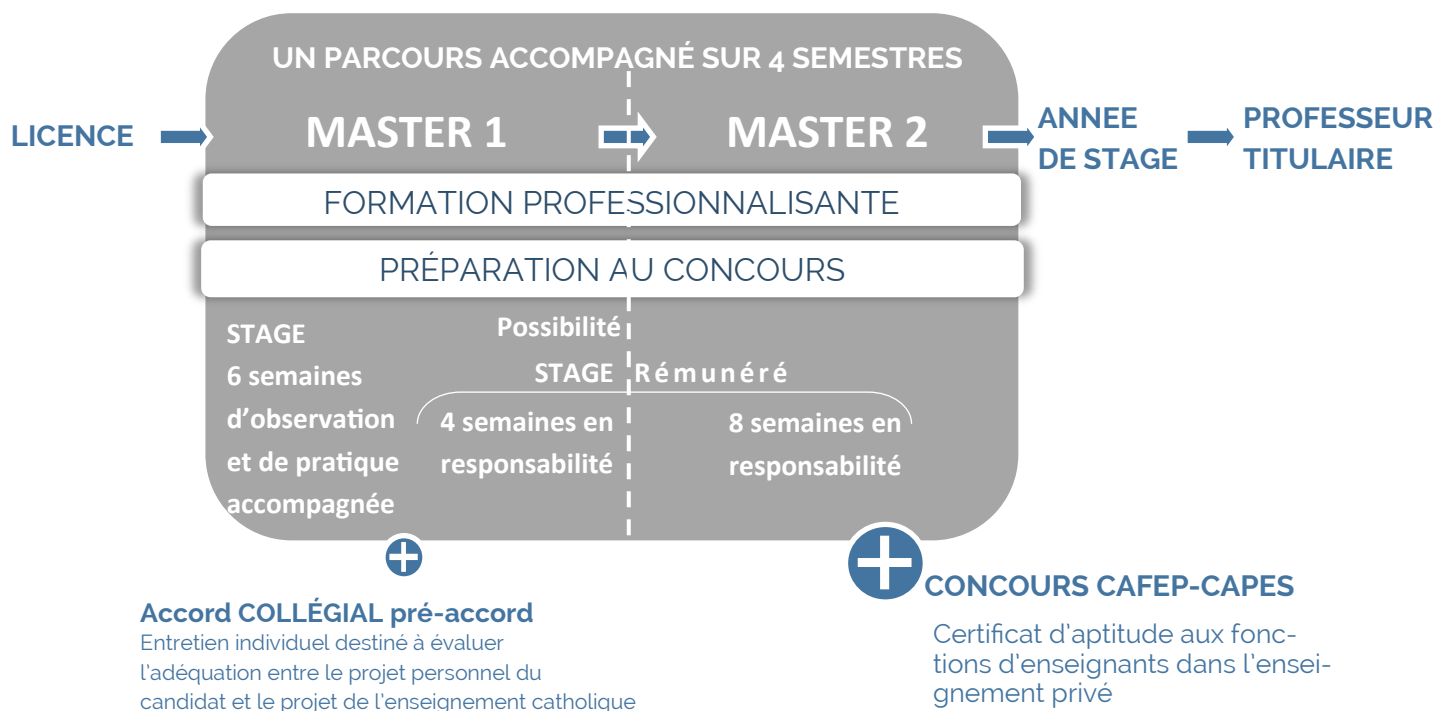 UN PARCOURS ACCOMPAGNÉ SUR 4 SEMESTRES
LICENCE
MASTER 1
MASTER 2
ANNEE
DE STAGE
PROFESSEUR
TITULAIRE
FORMATION PROFESSIONNALISANTE
PRÉPARATION AU CONCOURS
STAGE
6 semaines
d'observation
et de pratique
accompagnée
Possibilité
STAGE Rémunéré
4 semaines en
responsabilité
8 semaines en
responsabilité
Accord COLLÉGIAL pré-accord
Entretien individuel destiné à évaluer
l'adéquation entre le projet personnel du
candidat et le projet de l'enseignement catholique
CONCOURS CAFEP-CAPES
Certificat d'aptitude aux fonc-
tions d'enseignants dans l'ensei-
gnement privé